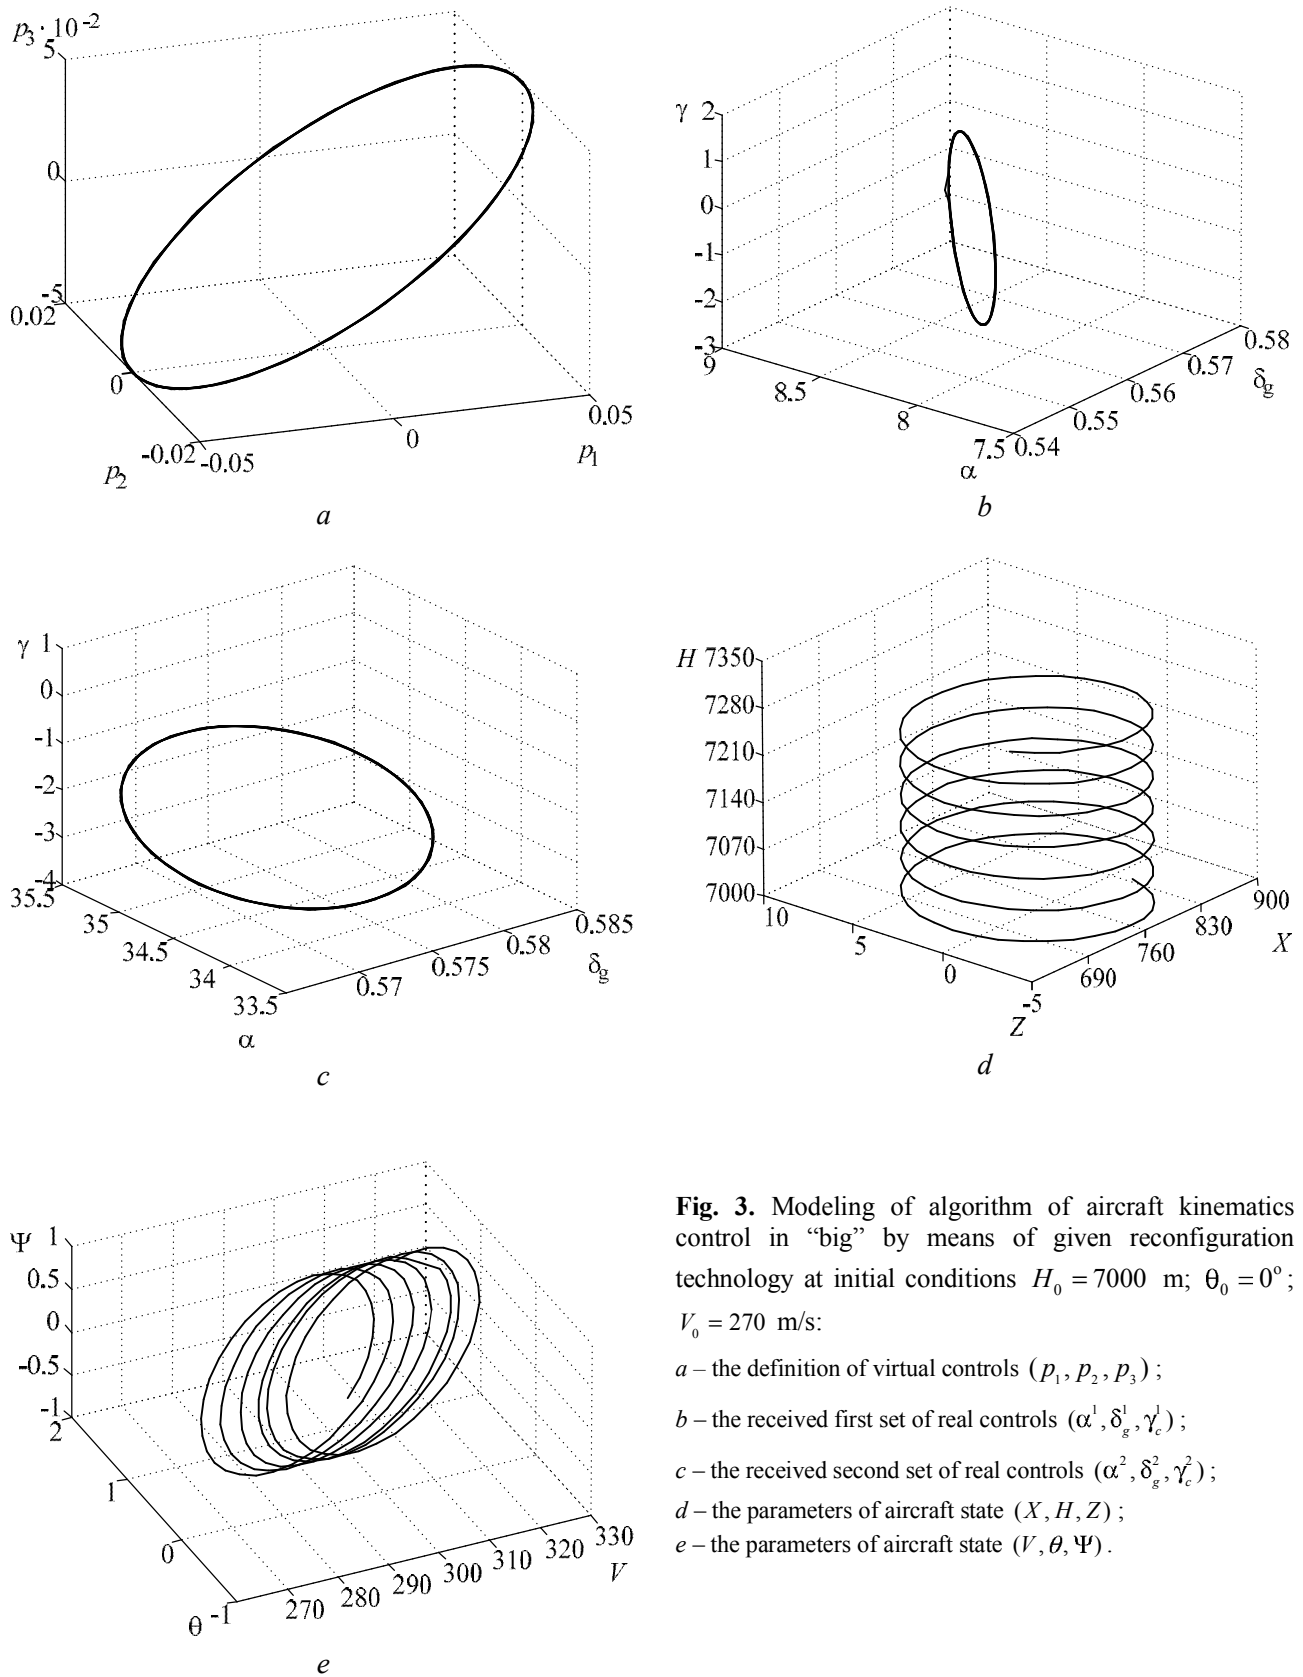 p₃·10⁻²
5
0
-5
0.02
0
-0.02
-0.05
0
0.05
p₂
p₁
a
γ
2
1
0
-1
-2
-3
9
8.5
8
7.5
0.54
0.55
0.56
0.57
0.58
α
δg
b
γ
1
0
-1
-2
-3
-4
35.5
35
34.5
34
33.5
0.57
0.575
0.58
0.585
α
δg
c
H
7350
7280
7210
7140
7070
7000
10
5
0
-5
690
760
830
900
Z
X
d
Ψ
1
0.5
0
-0.5
-1
2
1
0
-1
270
280
290
300
310
320
330
θ
V
e
Fig. 3. Modeling of algorithm of aircraft kinematics
control in “big” by means of given reconfiguration
technology at initial conditions H₀ = 7000 m; θ₀ = 0°;
V₀ = 270 m/s:
a – the definition of virtual controls (p₁, p₂, p₃);
b – the received first set of real controls (α¹, δg¹, γc¹);
c – the received second set of real controls (α², δg², γc²);
d – the parameters of aircraft state (X, H, Z);
e – the parameters of aircraft state (V, θ, Ψ).